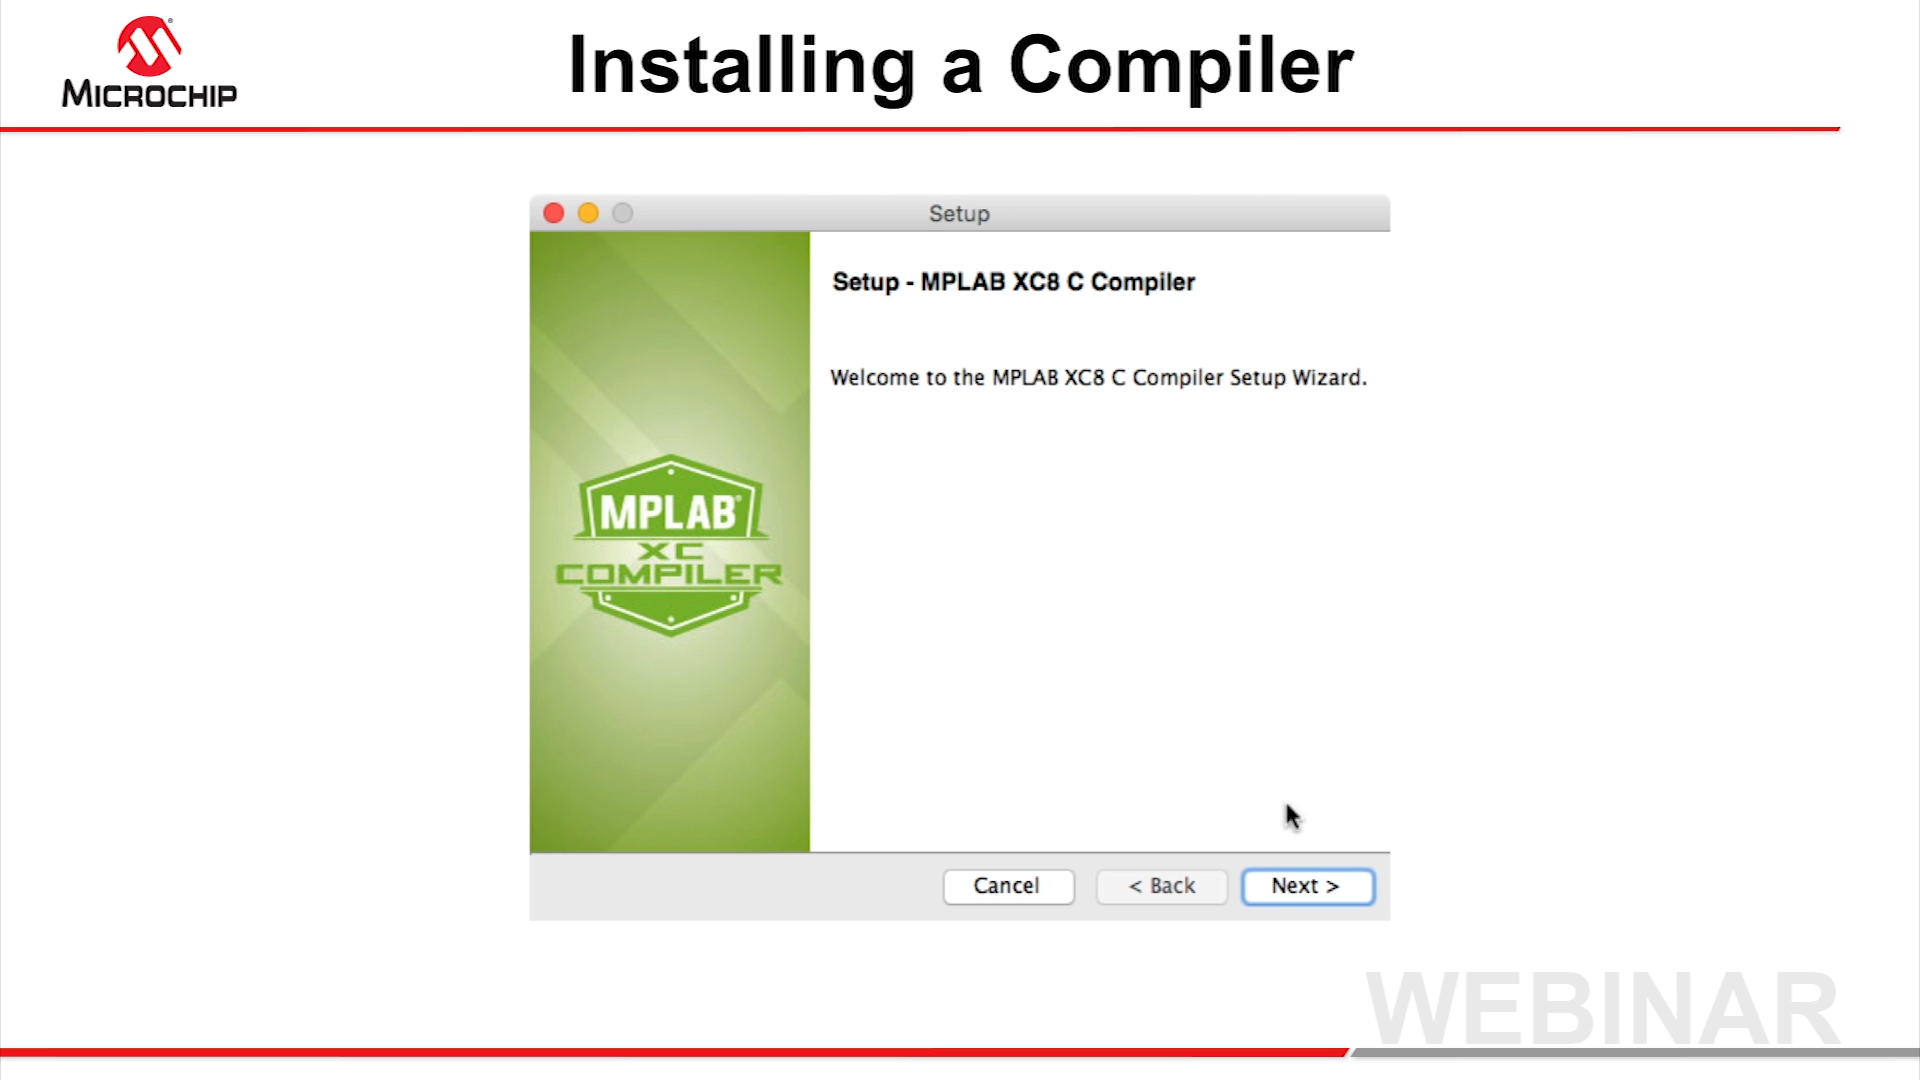 MICROCHIP
Installing a Compiler
Setup
Setup - MPLAB XC8 C Compiler
Welcome to the MPLAB XC8 C Compiler Setup Wizard.
MPLAB®
XC
COMPILER
Cancel
< Back
Next >
WEBINAR